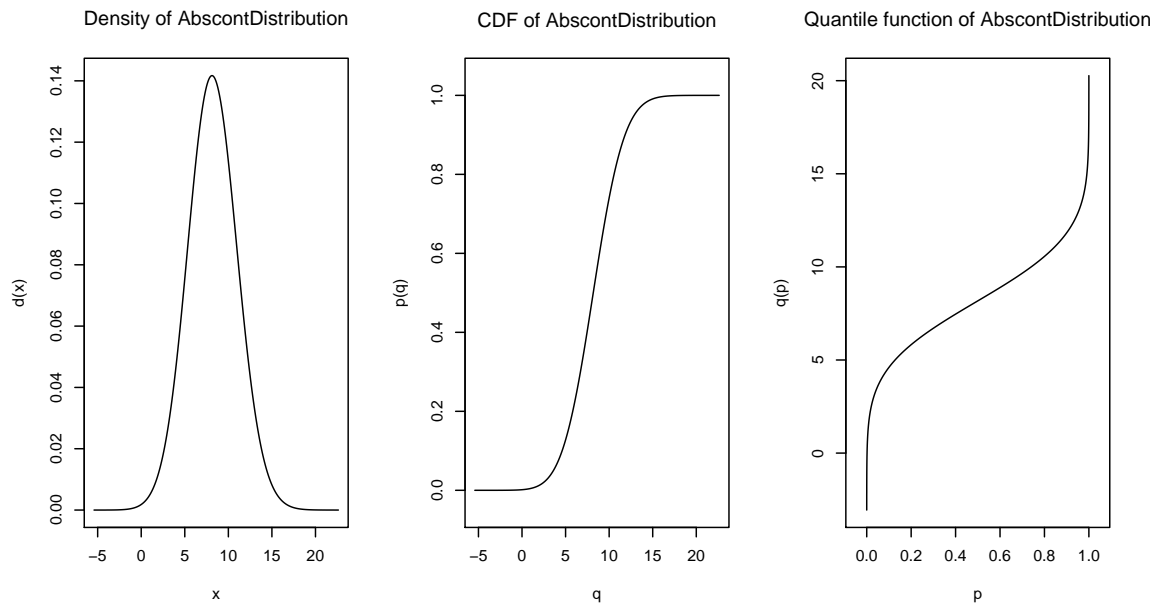 Density of AbscontDistribution
0.14
0.12
0.10
0.08
0.06
0.04
0.02
0.00
d(x)
−5 0 5 10 15 20
x
CDF of AbscontDistribution
1.0
0.8
0.6
0.4
0.2
0.0
p(q)
−5 0 5 10 15 20
q
Quantile function of AbscontDistribution
20
15
10
5
0
q(p)
0.0 0.2 0.4 0.6 0.8 1.0
p